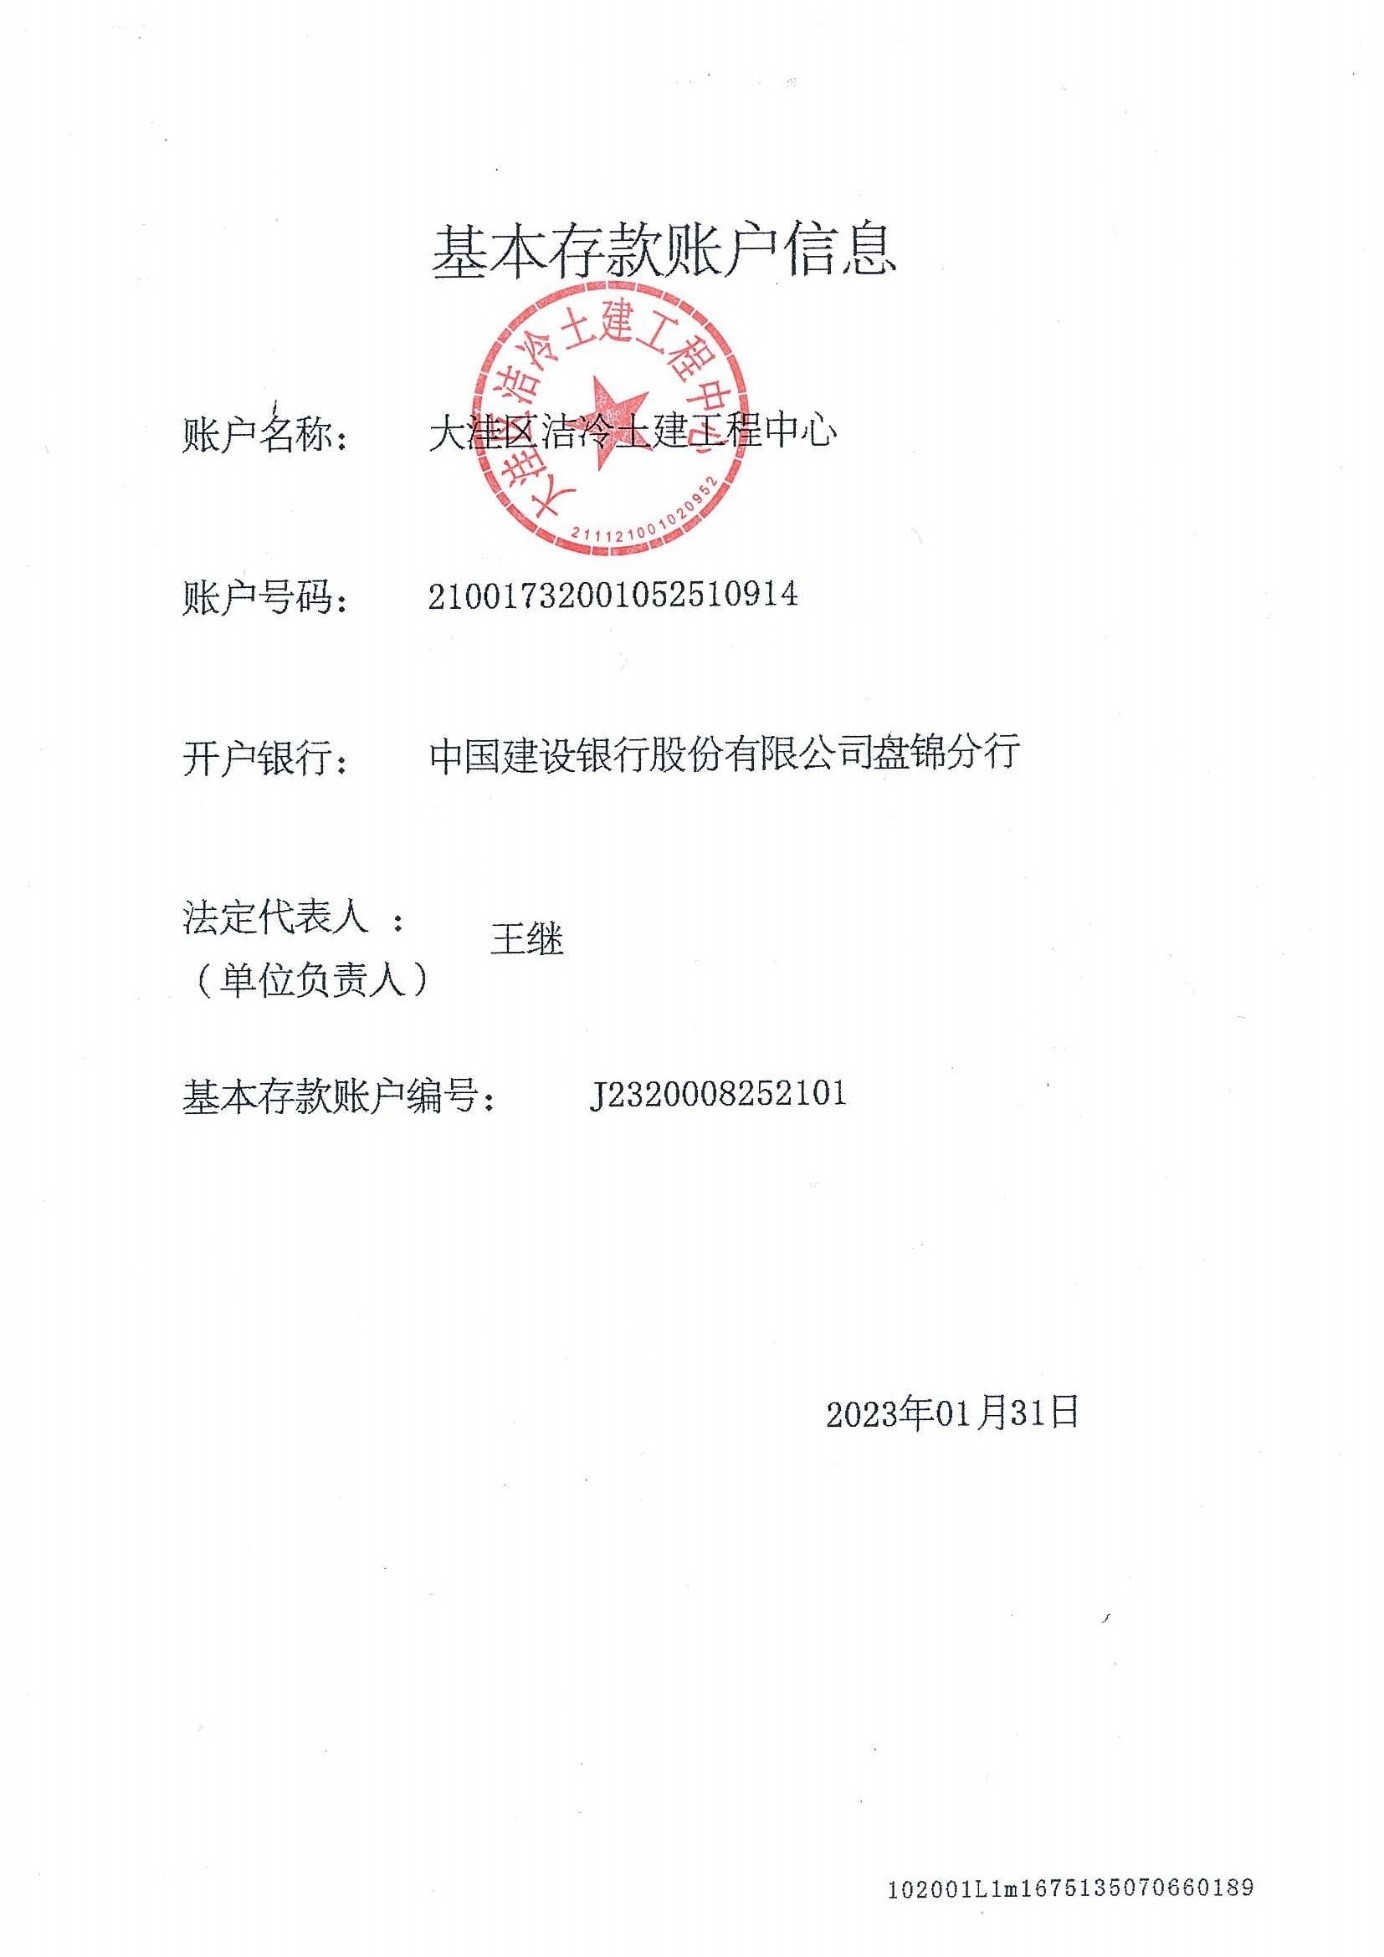 基本存款账户信息
大洼区洁冷土建工程中心
211121001020952
账户名称： 大洼区洁冷土建工程中心
账户号码： 21001732001052510914
开户银行： 中国建设银行股份有限公司盘锦分行
法定代表人 ： 王继
（单位负责人）
基本存款账户编号： J2320008252101
2023年01月31日
102001L1m1675135070660189